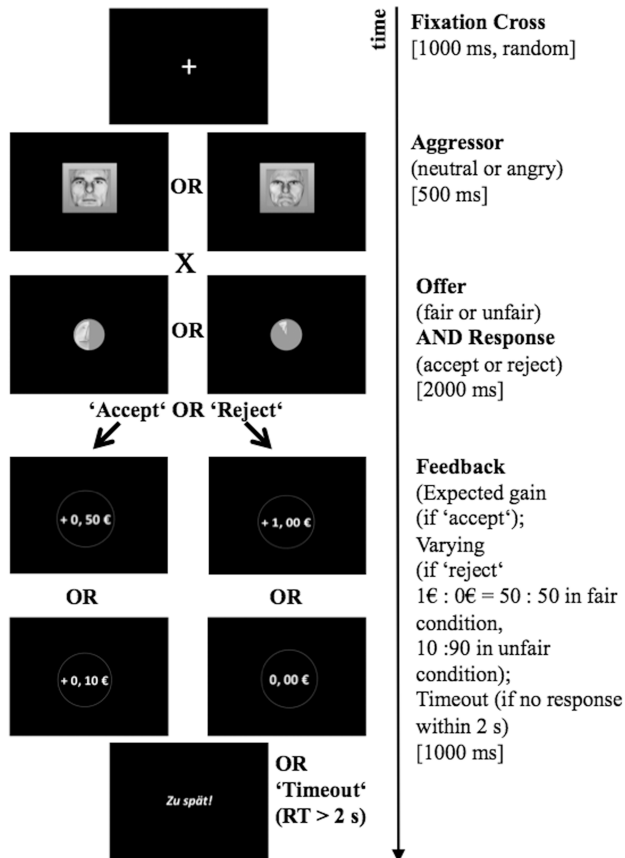 time
Fixation Cross
[1000 ms, random]
+
Aggressor
(neutral or angry)
[500 ms]
OR
X
Offer
(fair or unfair)
AND Response
(accept or reject)
[2000 ms]
OR
‘Accept‘ OR ‘Reject‘
Feedback
(Expected gain
(if ‘accept‘);
Varying
(if ‘reject‘
1€ : 0€ = 50 : 50 in fair
condition,
10 :90 in unfair
condition);
Timeout (if no response
within 2 s)
[1000 ms]
+ 0, 50 €
+ 1, 00 €
OR
OR
+ 0, 10 €
0, 00 €
Zu spät!
OR
‘Timeout‘
(RT > 2 s)